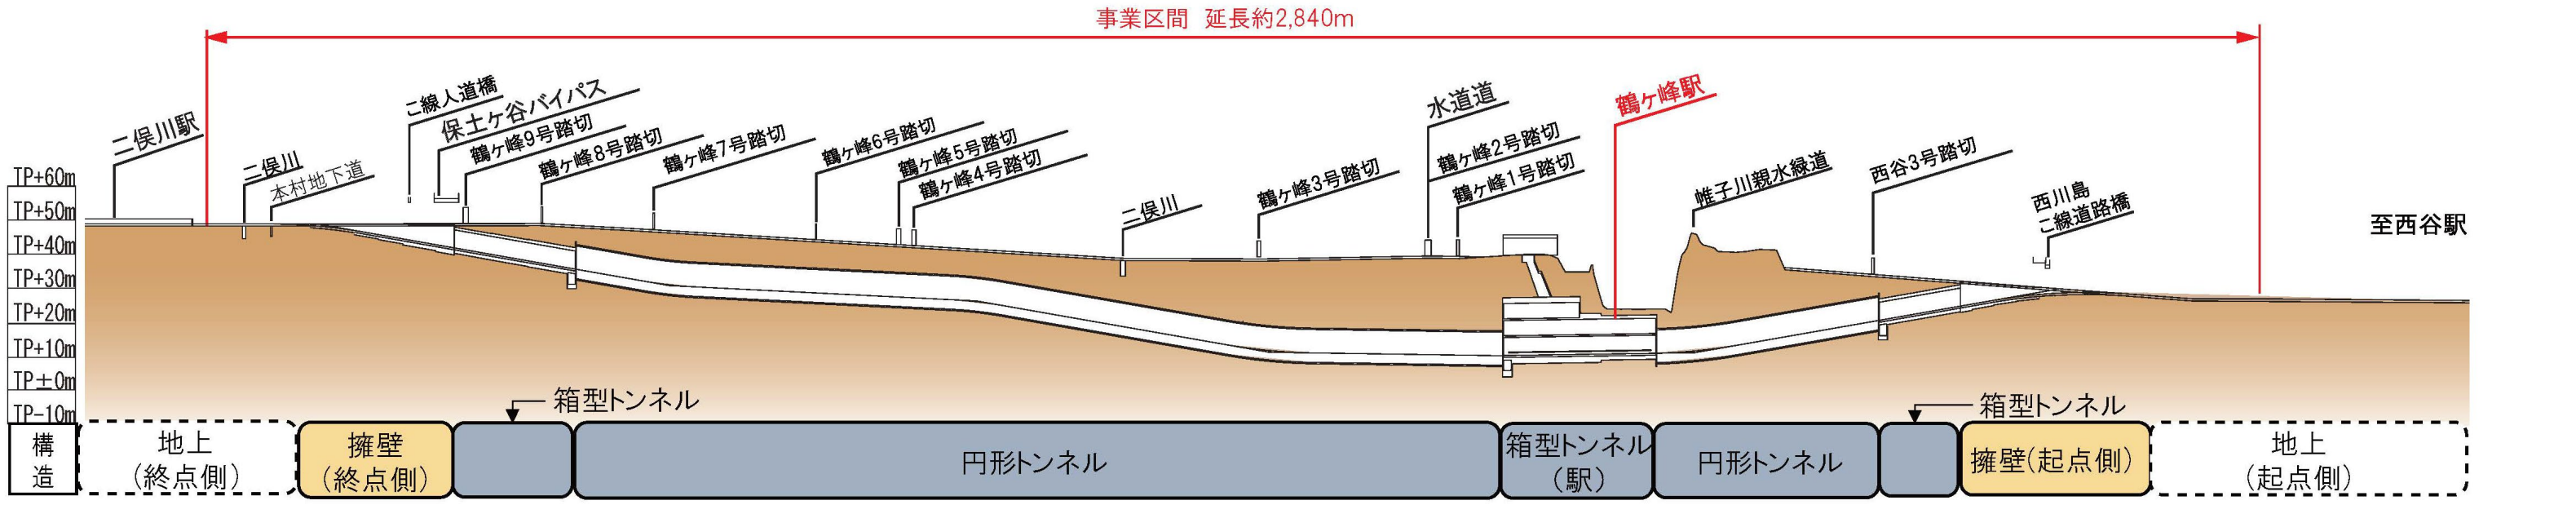 事業区間 延長約2,840m
二俣川駅
二俣川
本村地下道
こ線人道橋
保土ヶ谷バイパス
鶴ヶ峰9号踏切
鶴ヶ峰8号踏切
鶴ヶ峰7号踏切
鶴ヶ峰6号踏切
鶴ヶ峰5号踏切
鶴ヶ峰4号踏切
二俣川
鶴ヶ峰3号踏切
水道道
鶴ヶ峰2号踏切
鶴ヶ峰1号踏切
鶴ヶ峰駅
帷子川親水緑道
西谷3号踏切
西川島
こ線道路橋
至西谷駅
TP+60m
TP+50m
TP+40m
TP+30m
TP+20m
TP+10m
TP±0m
TP-10m
箱型トンネル
箱型トンネル
構造
地上
(終点側)
擁壁
(終点側)
円形トンネル
箱型トンネル
(駅)
円形トンネル
擁壁(起点側)
地上
(起点側)